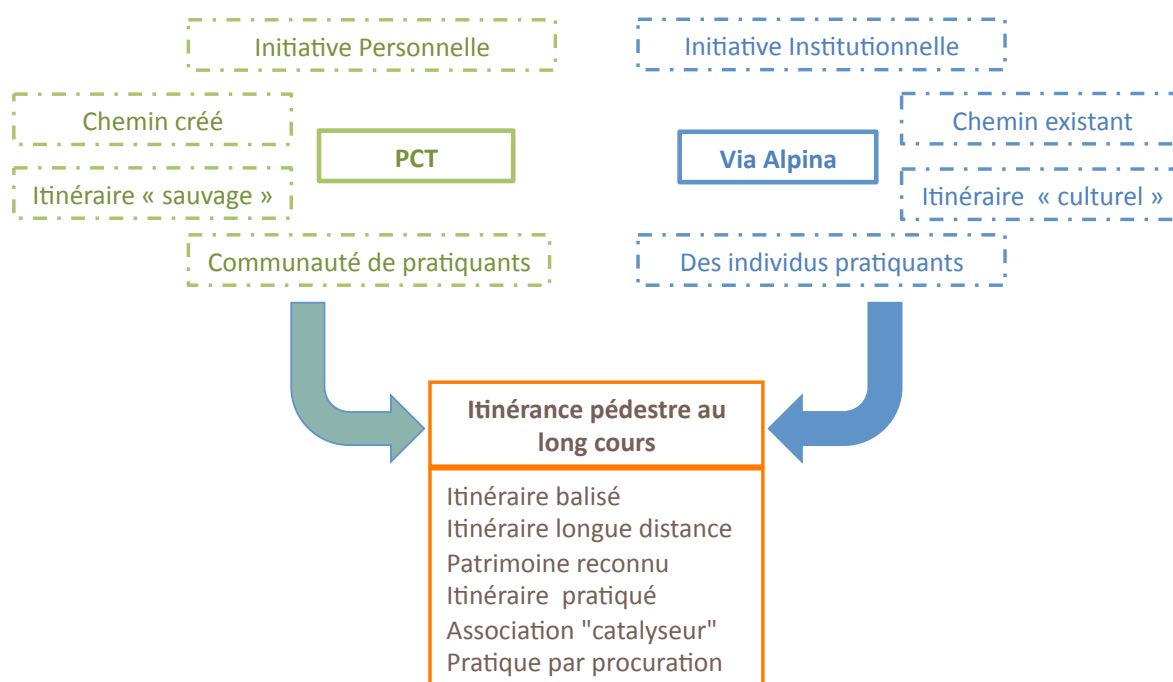 Initiative Personnelle
Initiative Institutionnelle
Chemin créé
PCT
Via Alpina
Chemin existant
Itinéraire « sauvage »
Itinéraire « culturel »
Communauté de pratiquants
Des individus pratiquants
Itinérance pédestre au
long cours
Itinéraire balisé
Itinéraire longue distance
Patrimoine reconnu
Itinéraire pratiqué
Association "catalyseur"
Pratique par procuration